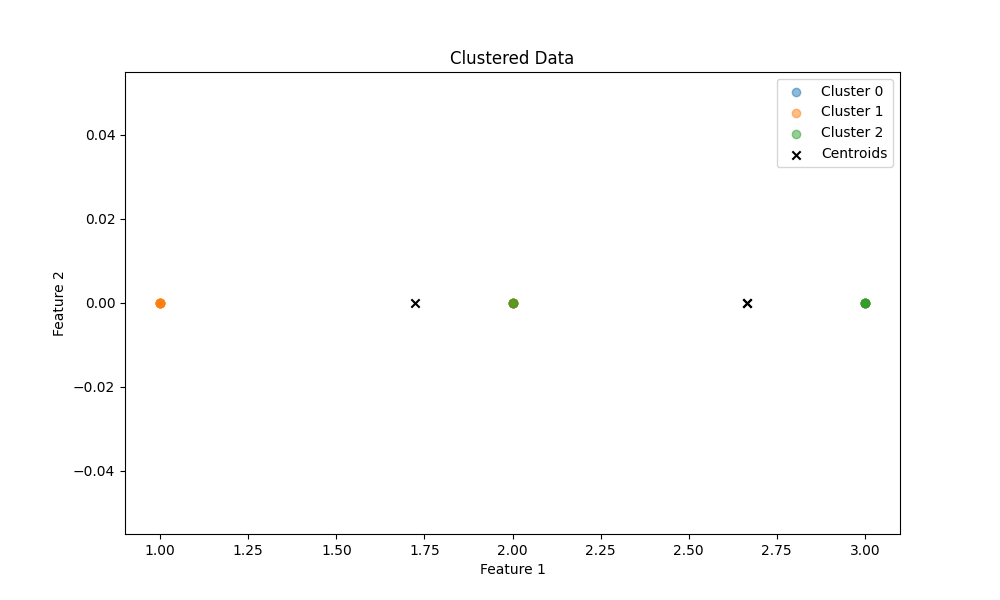 Clustered Data
Cluster 0
Cluster 1
Cluster 2
Centroids
Feature 2
0.04
0.02
0.00
−0.02
−0.04
1.00 1.25 1.50 1.75 2.00 2.25 2.50 2.75 3.00
Feature 1